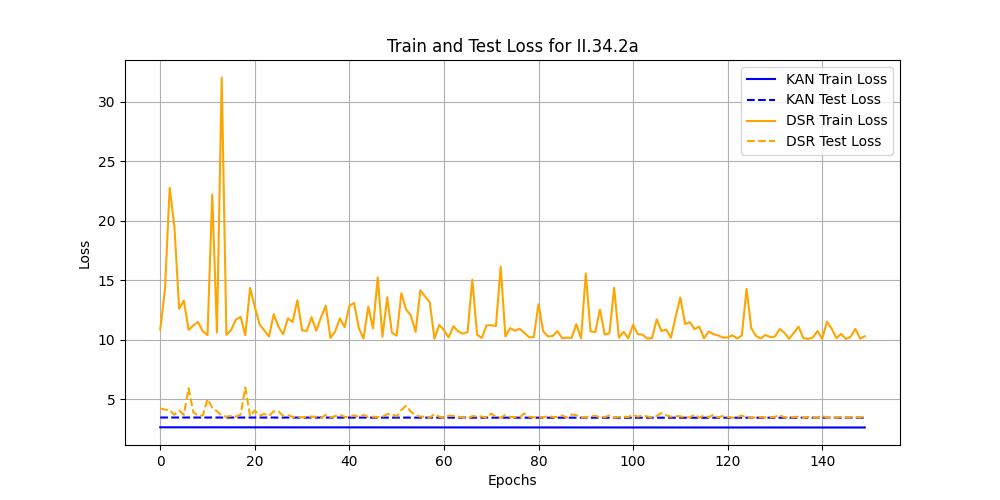 Train and Test Loss for II.34.2a
KAN Train Loss
KAN Test Loss
DSR Train Loss
DSR Test Loss
Loss
30
25
20
15
10
5
0 20 40 60 80 100 120 140
Epochs